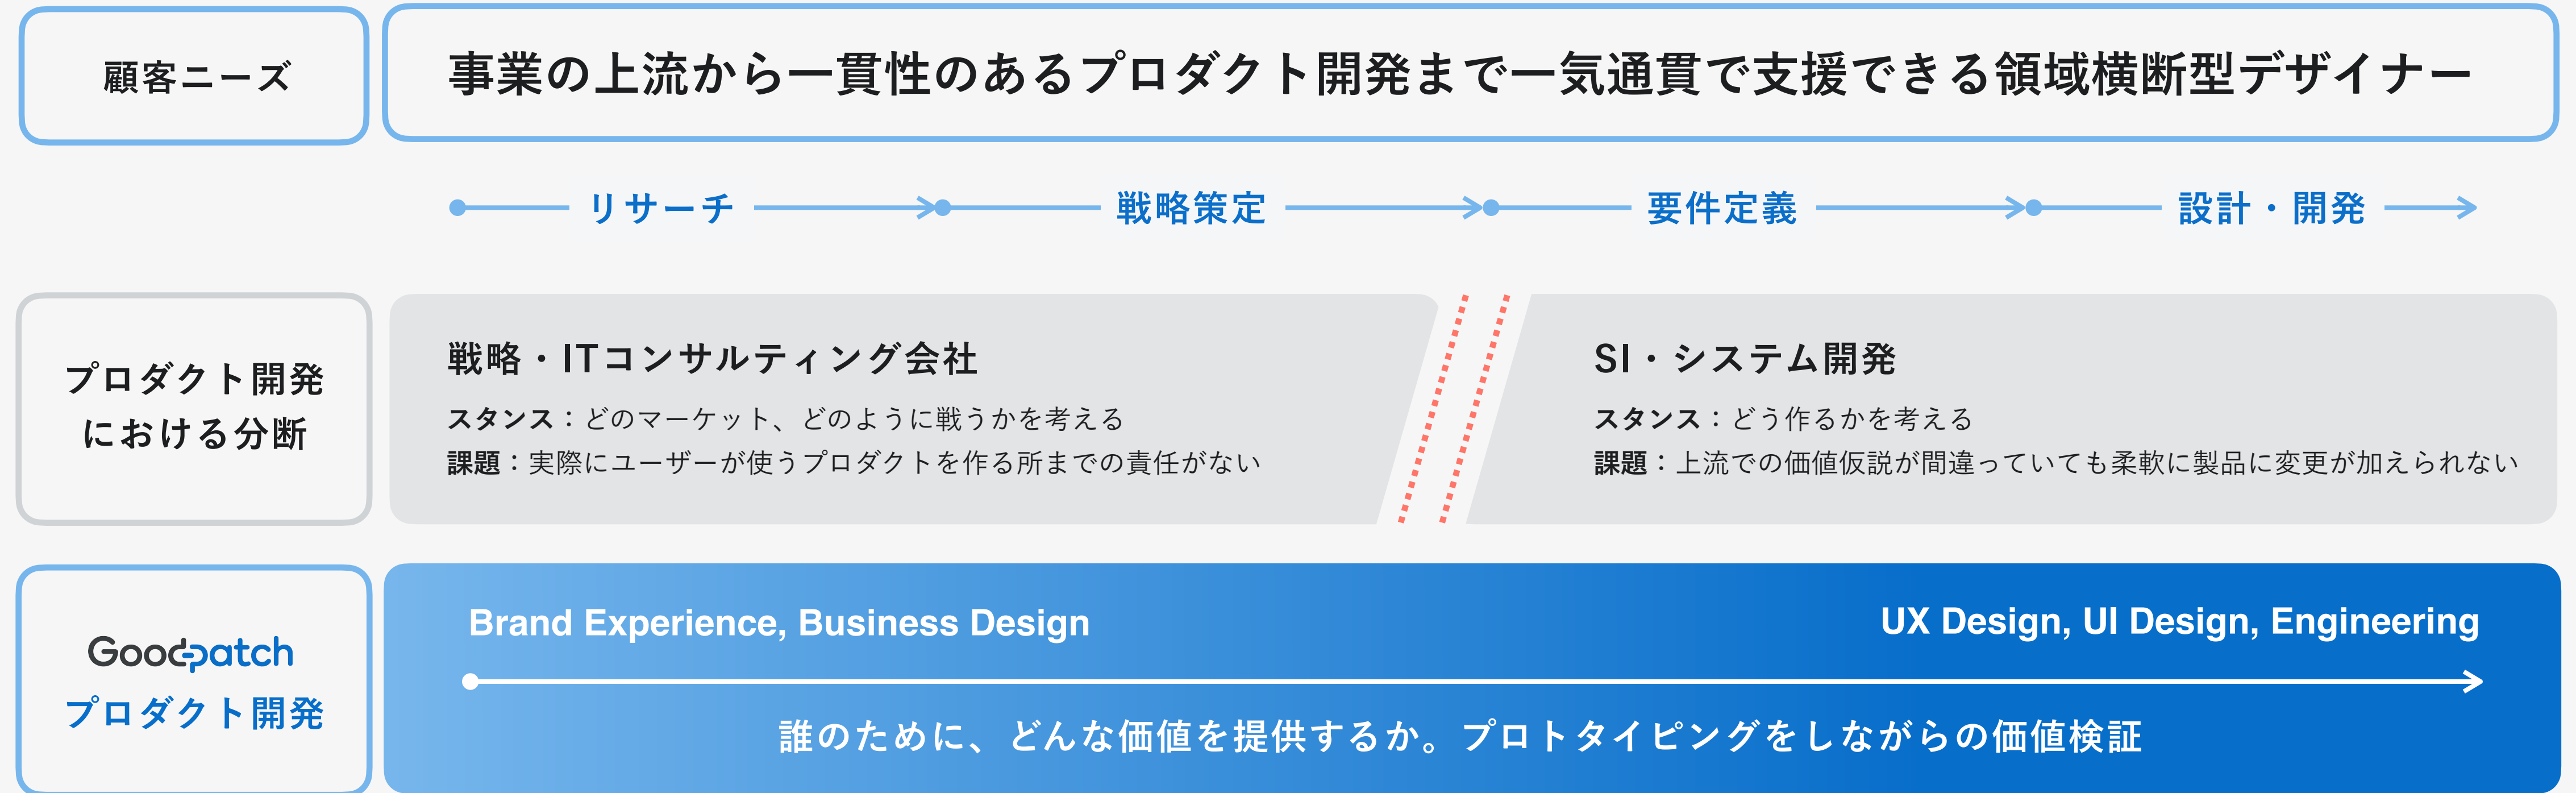 顧客ニーズ
事業の上流から一貫性のあるプロダクト開発まで一気通貫で支援できる領域横断型デザイナー
リサーチ
戦略策定
要件定義
設計・開発
プロダクト開発
における分断
戦略・ITコンサルティング会社
スタンス：どのマーケット、どのように戦うかを考える
課題：実際にユーザーが使うプロダクトを作る所までの責任がない
SI・システム開発
スタンス：どう作るかを考える
課題：上流での価値仮説が間違っていても柔軟に製品に変更が加えられない
Goodpatch
プロダクト開発
Brand Experience, Business Design
UX Design, UI Design, Engineering
誰のために、どんな価値を提供するか。プロトタイピングをしながらの価値検証